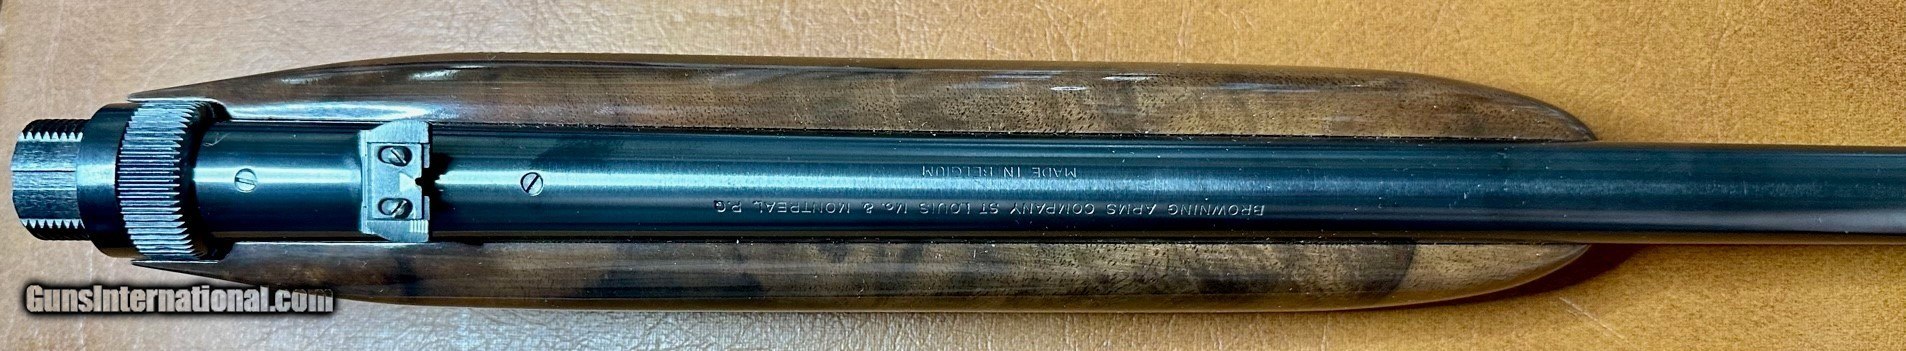 BROWNING ARMS COMPANY ST LOUIS Mo. & MONTREAL P.Q.
MADE IN BELGIUM
GunsInternational.com